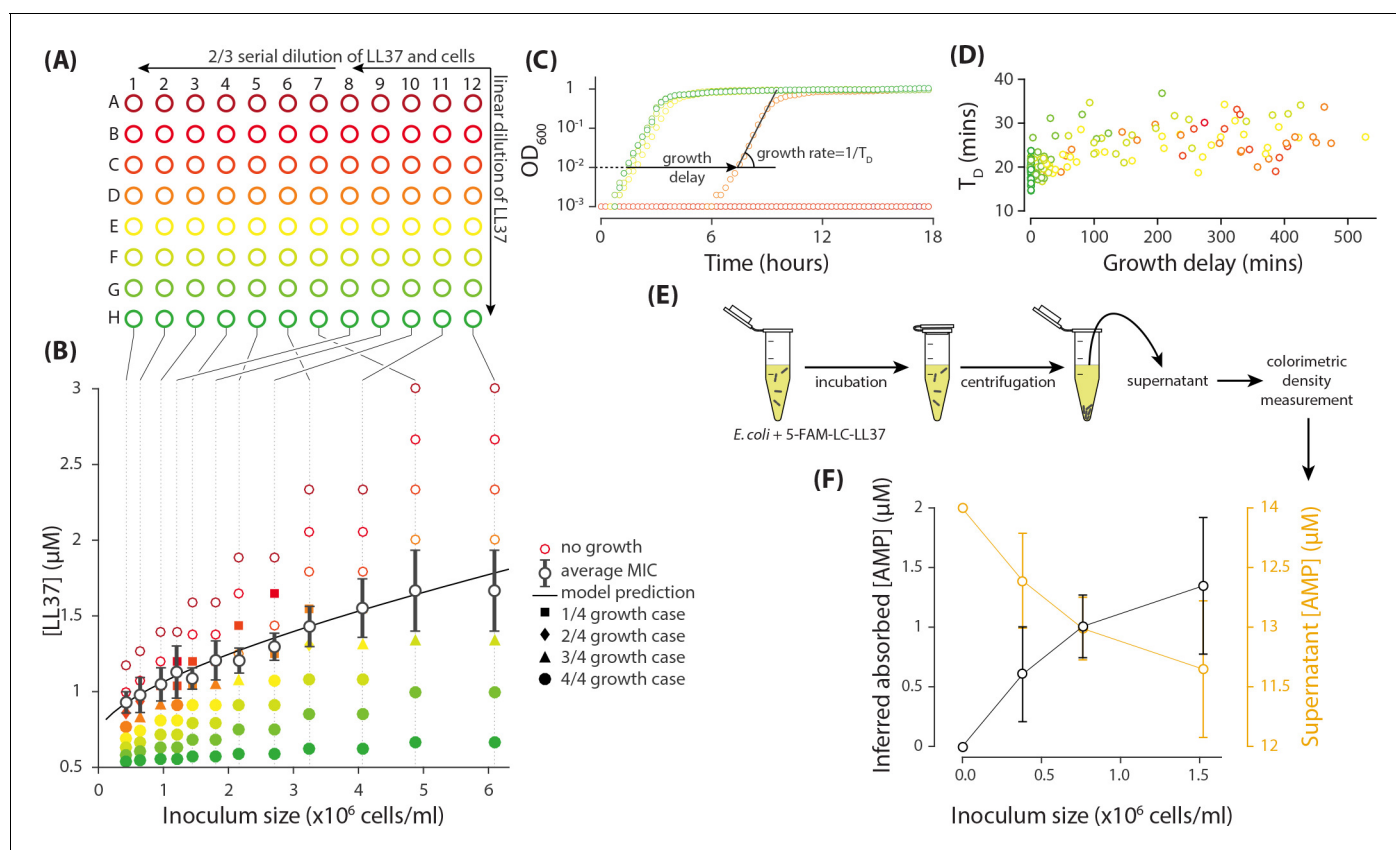 (A)
2/3 serial dilution of LL37 and cells
1 2 3 4 5 6 7 8 9 10 11 12
A
B
C
D
E
F
G
H
linear dilution of LL37
(B)
3
2.5
2
1.5
1
0.5
[LL37] (μM)
0 1 2 3 4 5 6
Inoculum size (x10⁶ cells/ml)
no growth
average MIC
model prediction
1/4 growth case
2/4 growth case
3/4 growth case
4/4 growth case
(C)
1
10⁻¹
10⁻²
10⁻³
OD₆₀₀
growth
delay
growth rate=1/T_D
0 6 12 18
Time (hours)
(D)
40
30
20
10
T_D (mins)
0 100 200 300 400 500
Growth delay (mins)
(E)
incubation
centrifugation
supernatant
colorimetric
density
measurement
E. coli + 5-FAM-LC-LL37
(F)
2
1.5
1
0.5
0
Inferred absorbed [AMP] (μM)
14
12.5
13
11.5
12
Supernatant [AMP] (μM)
0.0 0.5 1.0 1.5
Inoculum size (x10⁶ cells/ml)